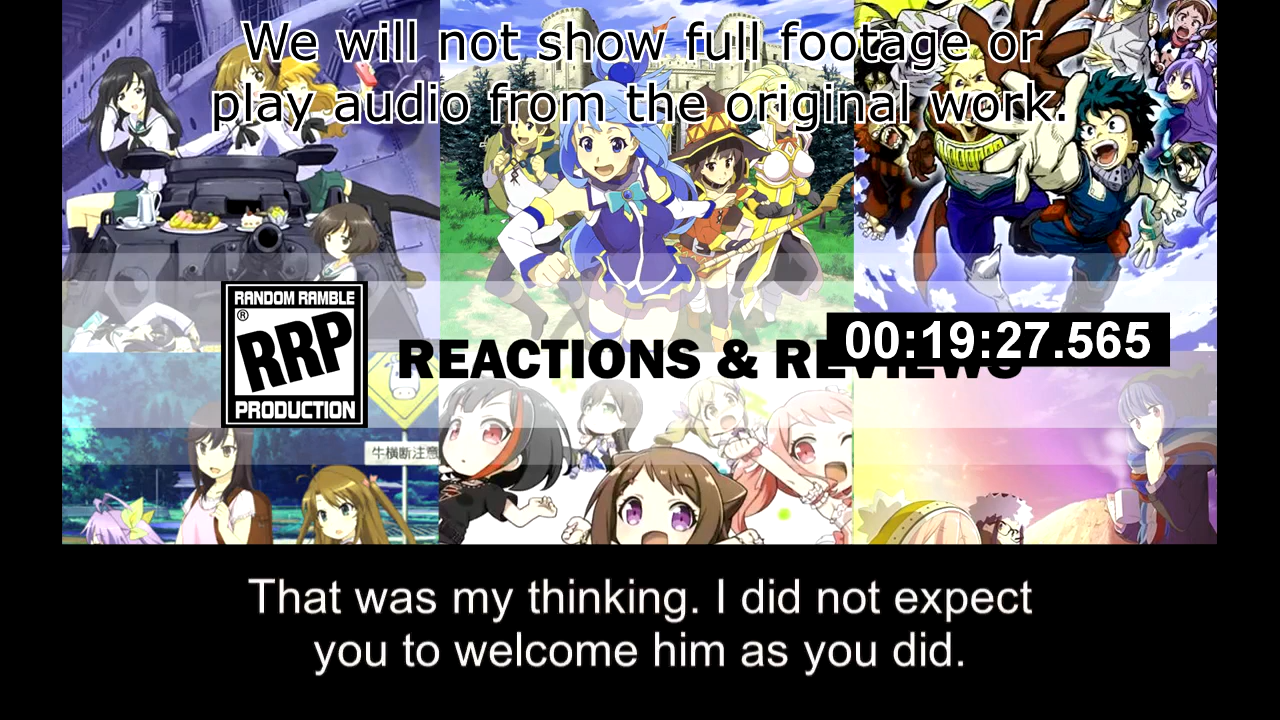 We will not show full footage or
play audio from the original work.
RANDOM RAMBLE
®
RRP
PRODUCTION
REACTIONS & REVIEWS
00:19:27.565
牛横断注意
That was my thinking. I did not expect
you to welcome him as you did.